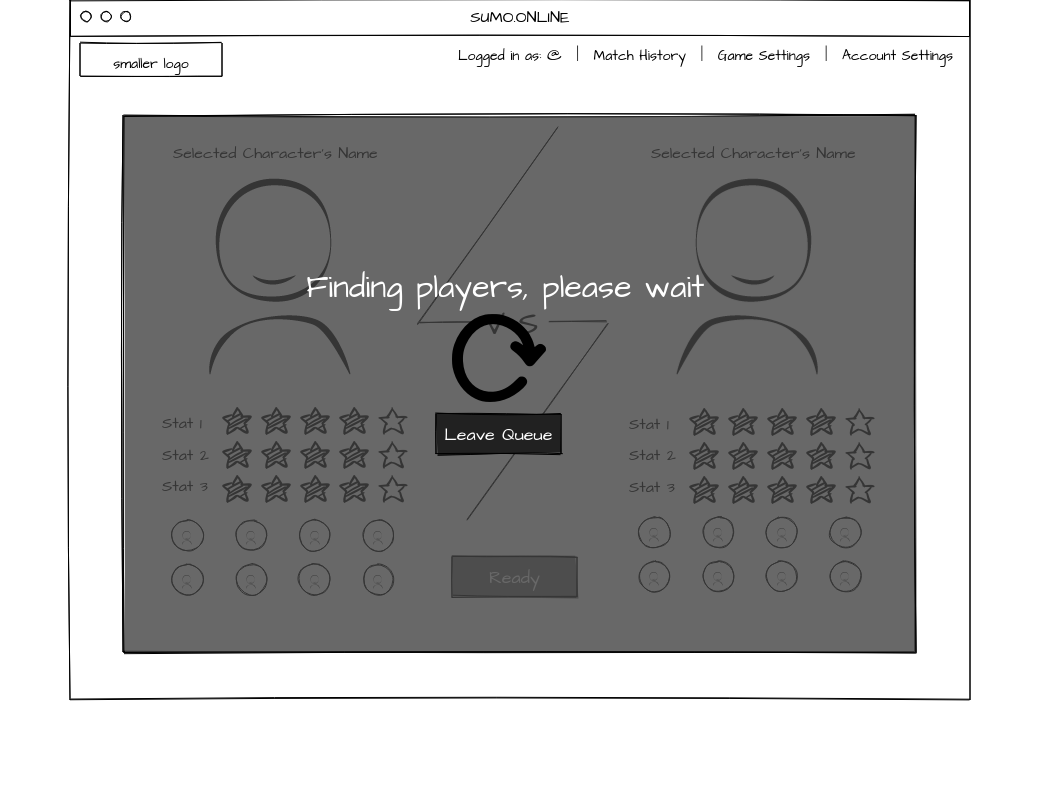 SUMO.ONLINE
smaller logo
Logged in as: @
Match History
Game Settings
Account Settings
Selected Character's Name
Selected Character's Name
Finding players, please wait
VS
Leave Queue
Stat 1
Stat 2
Stat 3
Stat 1
Stat 2
Stat 3
Ready